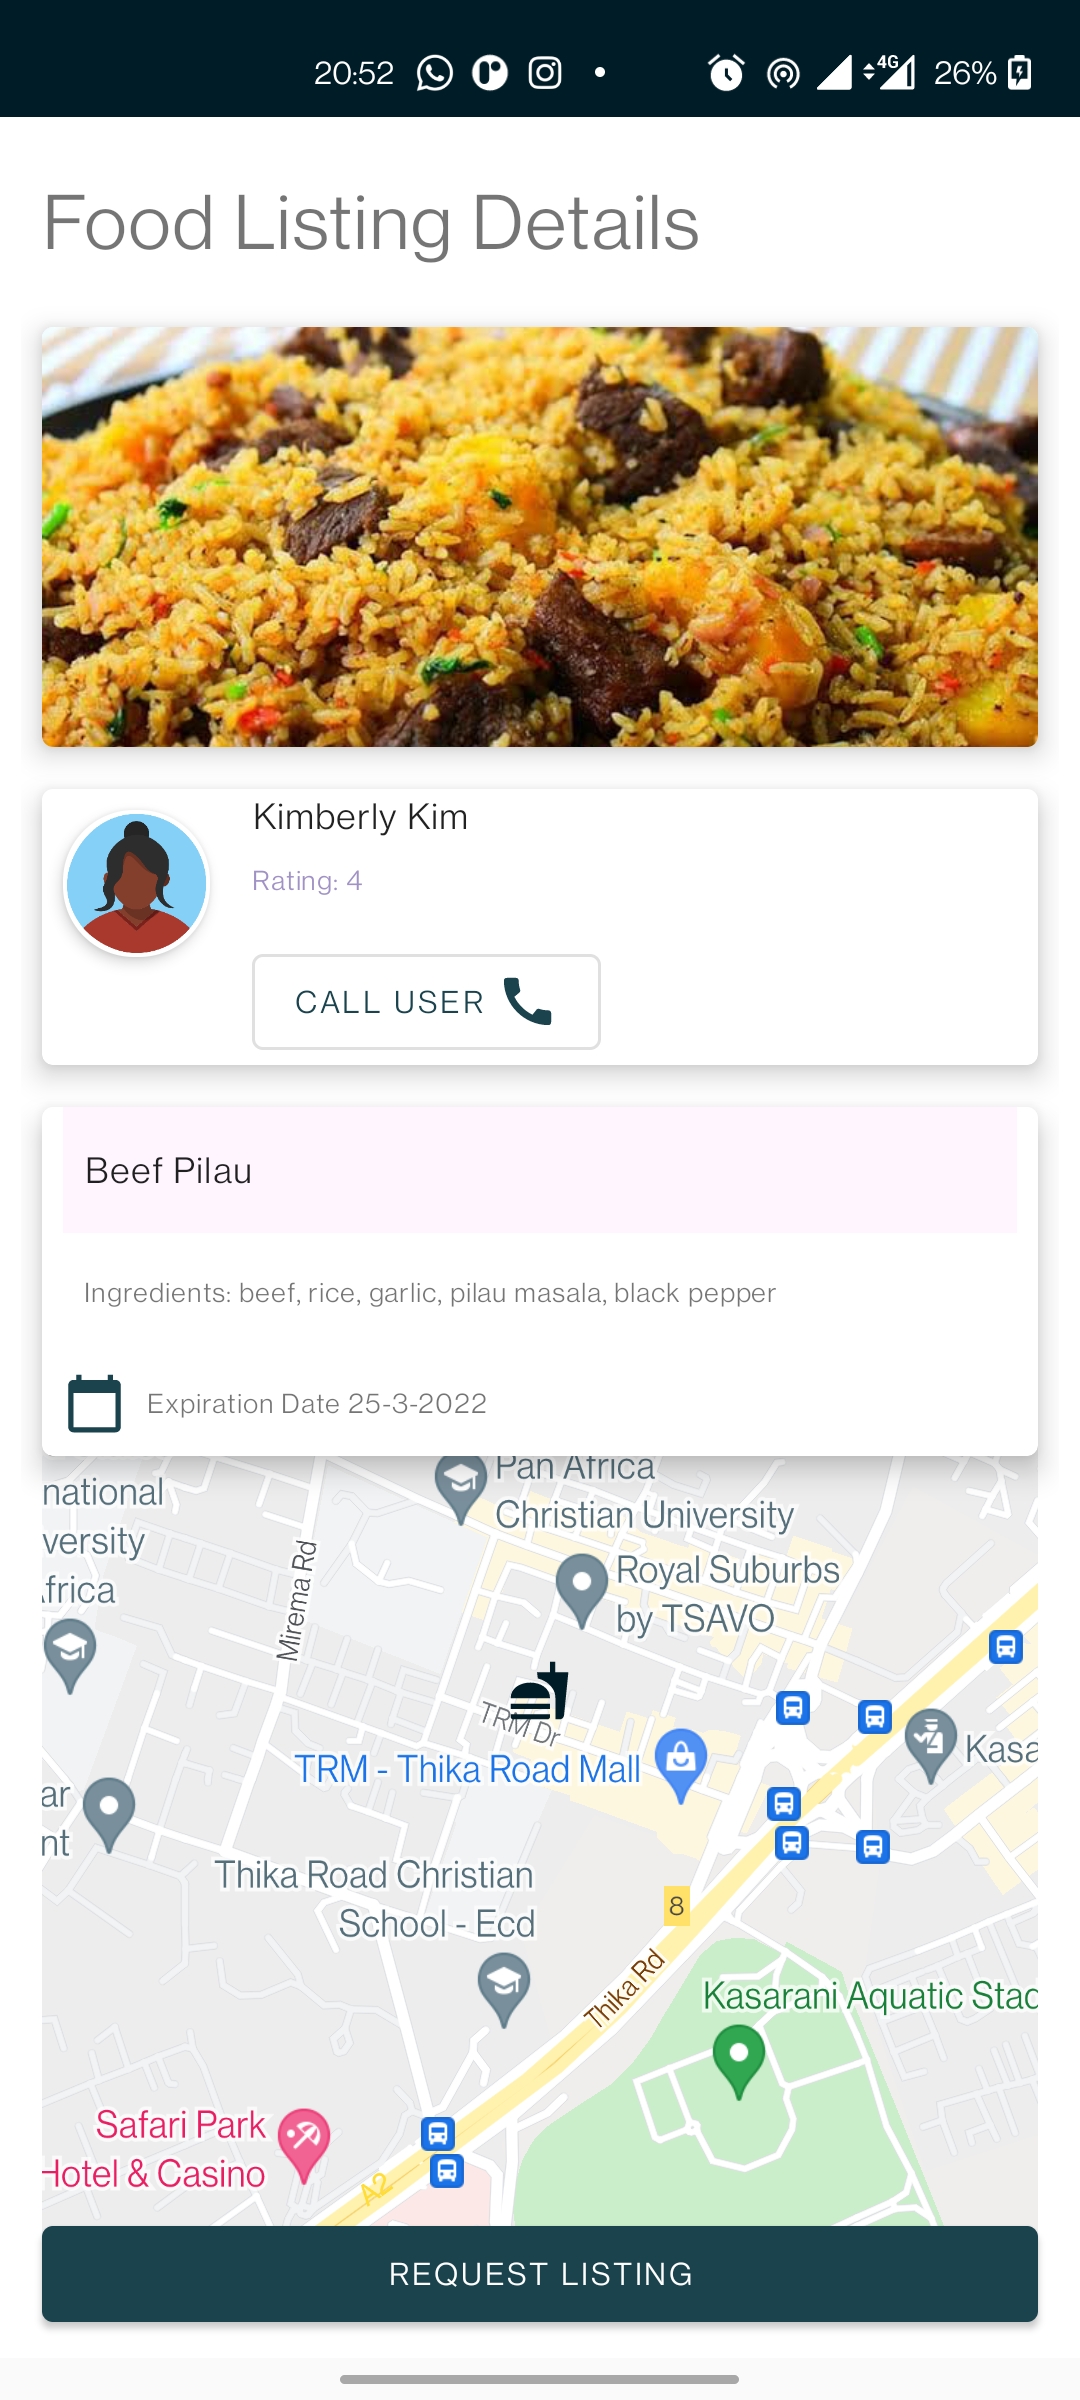 20:52
4G
26%
Food Listing Details
Kimberly Kim
Rating: 4
CALL USER
Beef Pilau
Ingredients: beef, rice, garlic, pilau masala, black pepper
Expiration Date 25-3-2022
Pan Africa
Christian University
national
versity
frica
Mirema Rd
Royal Suburbs
by TSAVO
TRM Dr
TRM - Thika Road Mall
Kasa
ar
nt
Thika Road Christian
School - Ecd
8
Thika Rd
Kasarani Aquatic Stad
Safari Park
Hotel & Casino
A2
REQUEST LISTING